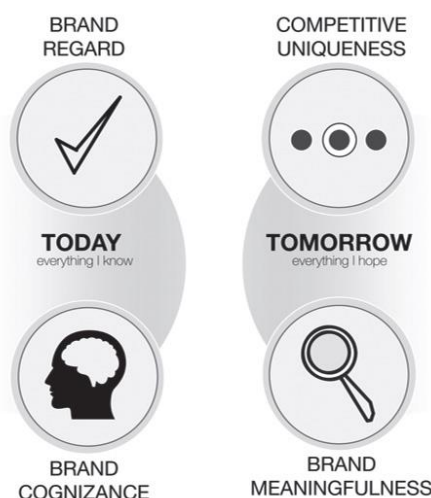 BRAND
REGARD
COMPETITIVE
UNIQUENESS
TODAY
everything I know
TOMORROW
everything I hope
BRAND
COGNIZANCE
BRAND
MEANINGFULNESS